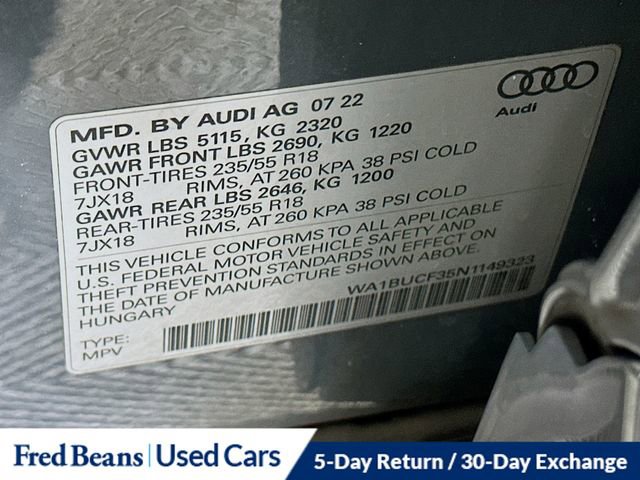 MFD. BY AUDI AG 07 22
GVWR LBS 5115, KG 2320
GAWR FRONT LBS 2690, KG 1220
FRONT-TIRES 235/55 R18
7JX18 RIMS, AT 260 KPA 38 PSI COLD
GAWR REAR LBS 2646, KG 1200
REAR-TIRES 235/55 R18
7JX18 RIMS, AT 260 KPA 38 PSI COLD
THIS VEHICLE CONFORMS TO ALL APPLICABLE
U.S. FEDERAL MOTOR VEHICLE SAFETY AND
THEFT PREVENTION STANDARDS IN EFFECT ON
THE DATE OF MANUFACTURE SHOWN ABOVE.
HUNGARY WA1BUCF35N1149323
TYPE:
MPV
Audi
Fred Beans Used Cars
5-Day Return / 30-Day Exchange